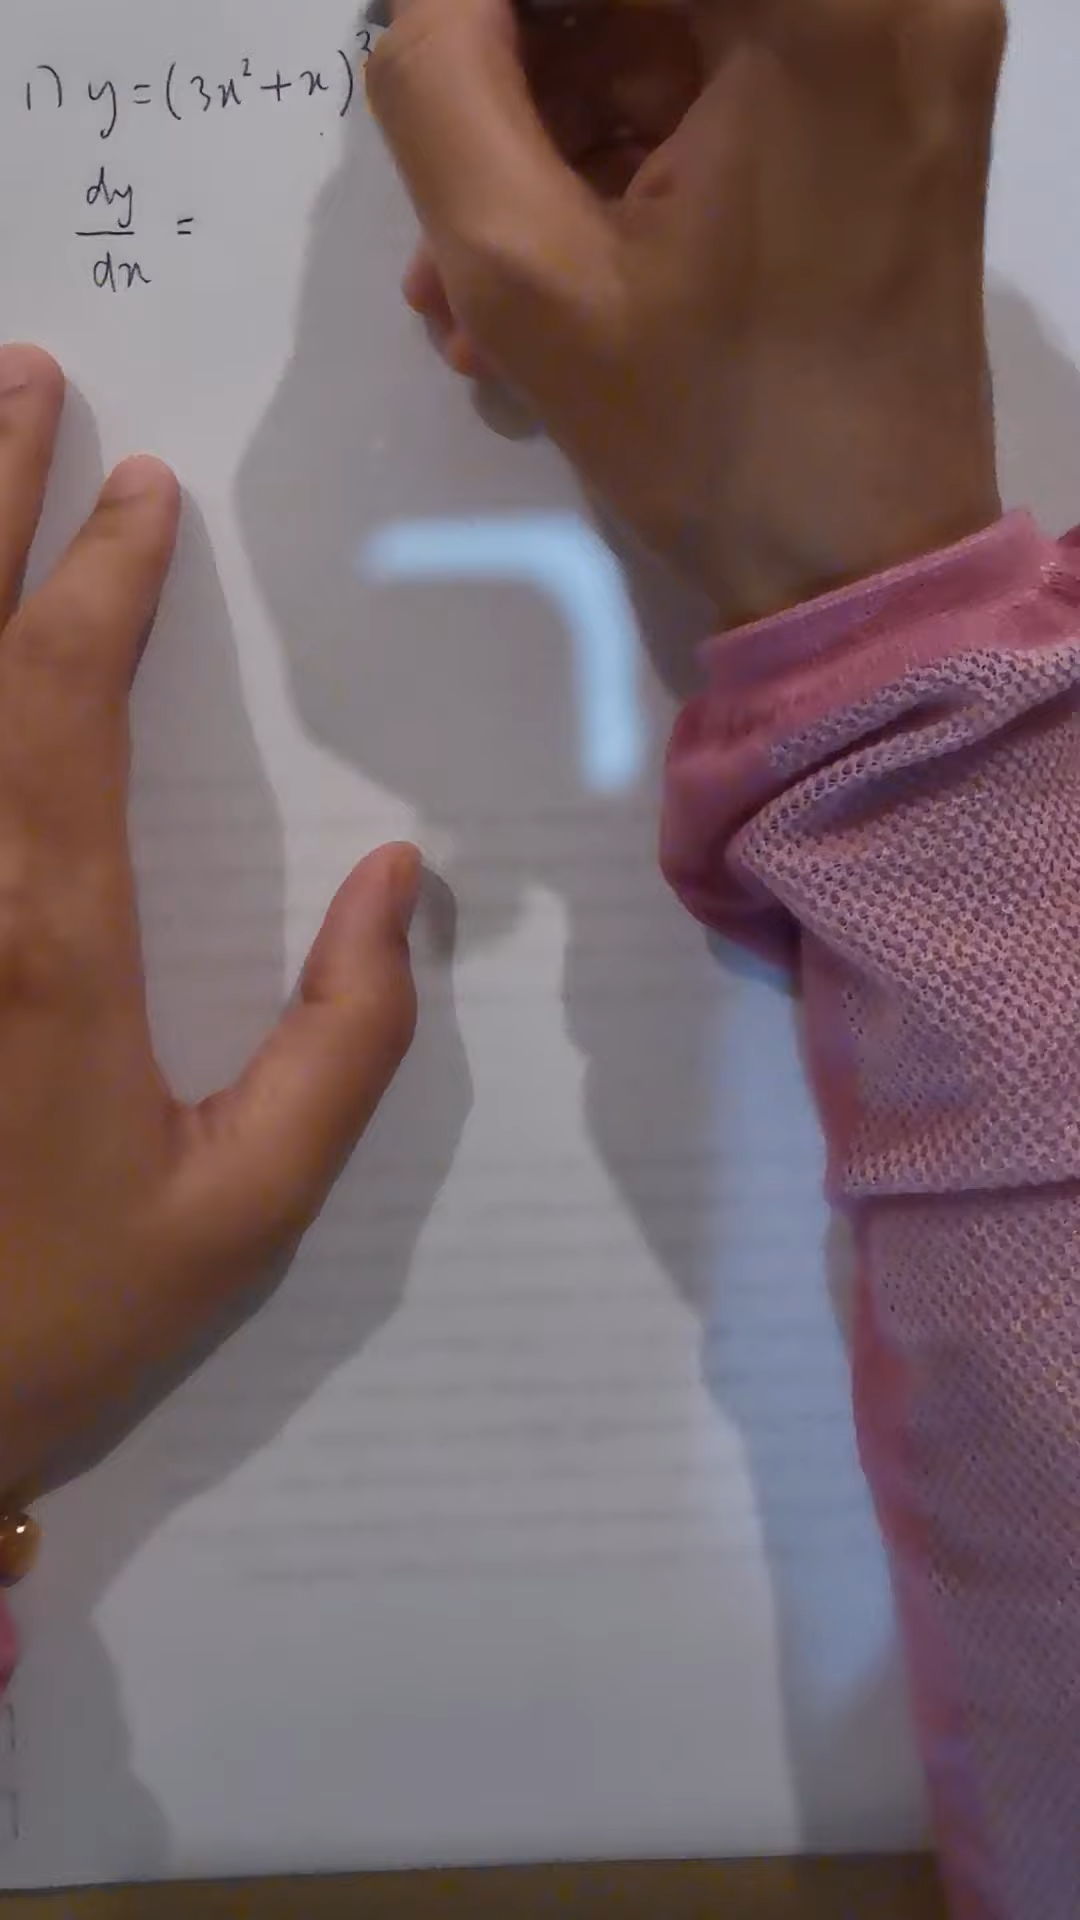 1) y=(3x²+x)³
dy
dx =